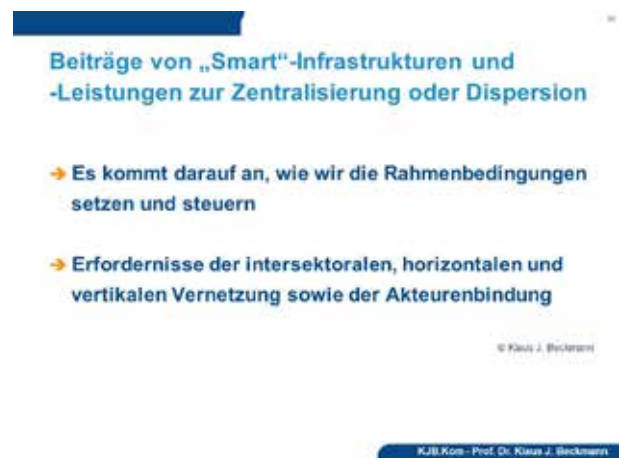 Beiträge von „Smart“-Infrastrukturen und
-Leistungen zur Zentralisierung oder Dispersion
➔ Es kommt darauf an, wie wir die Rahmenbedingungen
setzen und steuern
➔ Erfordernisse der intersektoralen, horizontalen und
vertikalen Vernetzung sowie der Akteurenbindung
© Klaus J. Beckmann
KJB.Kom - Prof. Dr. Klaus J. Beckmann